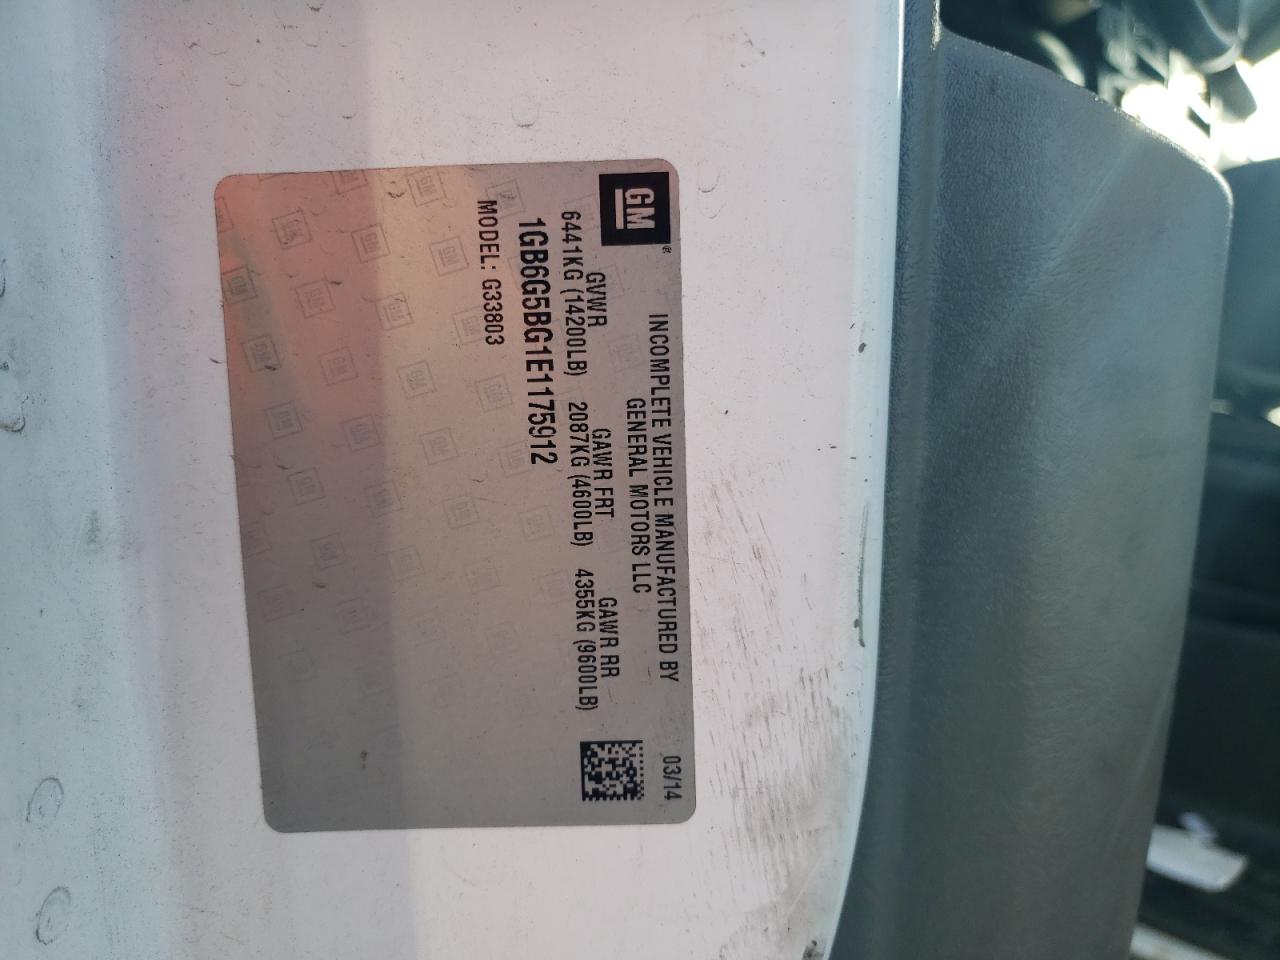 GM®
INCOMPLETE VEHICLE MANUFACTURED BY
GENERAL MOTORS LLC
03/14
GVWR GAWR FRT GAWR RR
6441KG (14200LB) 2087KG (4600LB) 4355KG (9600LB)
1GB6G5BG1E1175912
MODEL: G33803